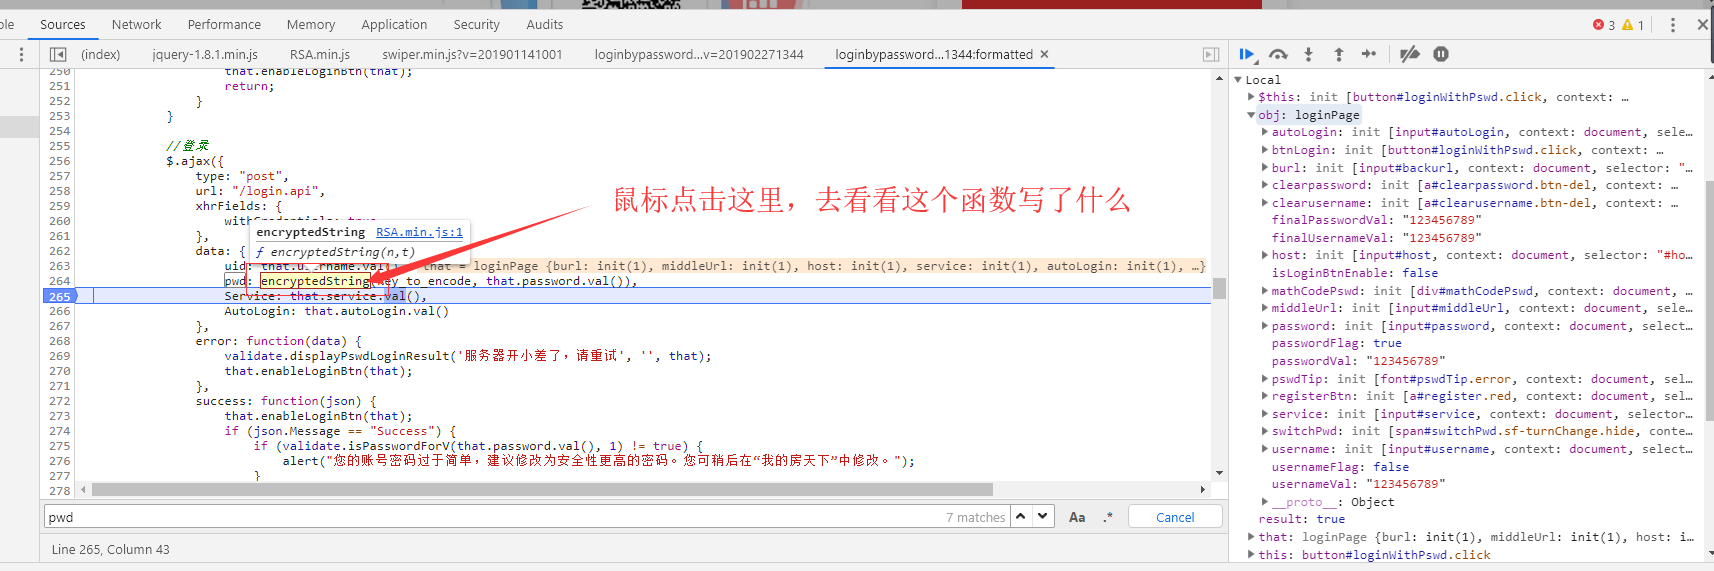 ole Sources Network Performance Memory Application Security Audits 3 1
(index) jquery-1.8.1.min.js RSA.min.js swiper.min.js?v=201901141001 loginbypassword...v=201902271344 loginbypassword...1344:formatted
250 that.enableLoginBtn(that);
251 return;
252 }
253 }
254
255 //登录
256 $.ajax({
257 type: "post",
258 url: "/login.api",
259 xhrFields: {
260
261 },
262 data: {
263 uid: that.username.val() that = loginPage {burl: init(1), middleUrl: init(1), host: init(1), service: init(1), autoLogin: init(1), …}
264 pwd: encryptedString(key_to_encode, that.password.val()),
265 Service: that.service.val(),
266 AutoLogin: that.autoLogin.val()
267 },
268 error: function(data) {
269 validate.displayPswdLoginResult('服务器开小差了，请重试', '', that);
270 that.enableLoginBtn(that);
271 },
272 success: function(json) {
273 that.enableLoginBtn(that);
274 if (json.Message == "Success") {
275 if (validate.isPasswordForV(that.password.val(), 1) != true) {
276 alert("您的账号密码过于简单，建议修改为安全性更高的密码。您可稍后在“我的房天下”中修改。");
277 }
278
encryptedString RSA.min.js:1
ƒ encryptedString(n,t)
鼠标点击这里，去看看这个函数写了什么
pwd 7 matches Aa .* Cancel
Line 265, Column 43
Local
$this: init [button#loginWithPswd.click, context: …
obj: loginPage
autoLogin: init [input#autoLogin, context: document, sele…
btnLogin: init [button#loginWithPswd.click, context: …
burl: init [input#backurl, context: document, selector: "…
clearpassword: init [a#clearpassword.btn-del, context: …
clearusername: init [a#clearusername.btn-del, context: …
finalPasswordVal: "123456789"
finalUsernameVal: "123456789"
host: init [input#host, context: document, selector: "#ho…
isLoginBtnEnable: false
mathCodePswd: init [div#mathCodePswd, context: document, …
middleUrl: init [input#middleUrl, context: document, sele…
password: init [input#password, context: document, select…
passwordFlag: true
passwordVal: "123456789"
pswdTip: init [font#pswdTip.error, context: document, sel…
registerBtn: init [a#register.red, context: document, sel…
service: init [input#service, context: document, selector…
switchPwd: init [span#switchPwd.sf-turnChange.hide, conte…
username: init [input#username, context: document, select…
usernameFlag: false
usernameVal: "123456789"
__proto__: Object
result: true
that: loginPage {burl: init(1), middleUrl: init(1), host: i…
this: button#loginWithPswd.click